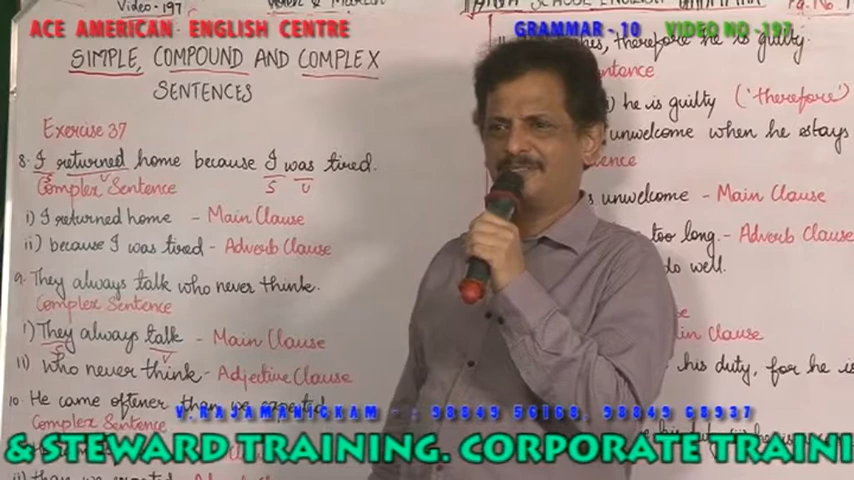 Video-197
ACE AMERICAN ENGLISH CENTRE
GRAMMAR - 10 VIDEO NO -197
SIMPLE, COMPOUND AND COMPLEX
SENTENCES
Exercise 37
8. I returned home because I was tired.
S V S V
Complex Sentence
i) I returned home - Main Clause
ii) because I was tired - Adverb Clause
9. They always talk who never think.
Complex Sentence
i) They always talk - Main Clause
S V
ii) who never think - Adjective Clause
10. He came oftener than we expected
Complex Sentence
therefore he is guilty.
he is guilty ('therefore')
unwelcome when he stays
unwelcome - Main Clause
too long. - Adverb Clause
do well.
Clause
his duty, for he is
V. RAJAMANICKAM - : 98849 56168, 98849 68937
& STEWARD TRAINING. CORPORATE TRAINI